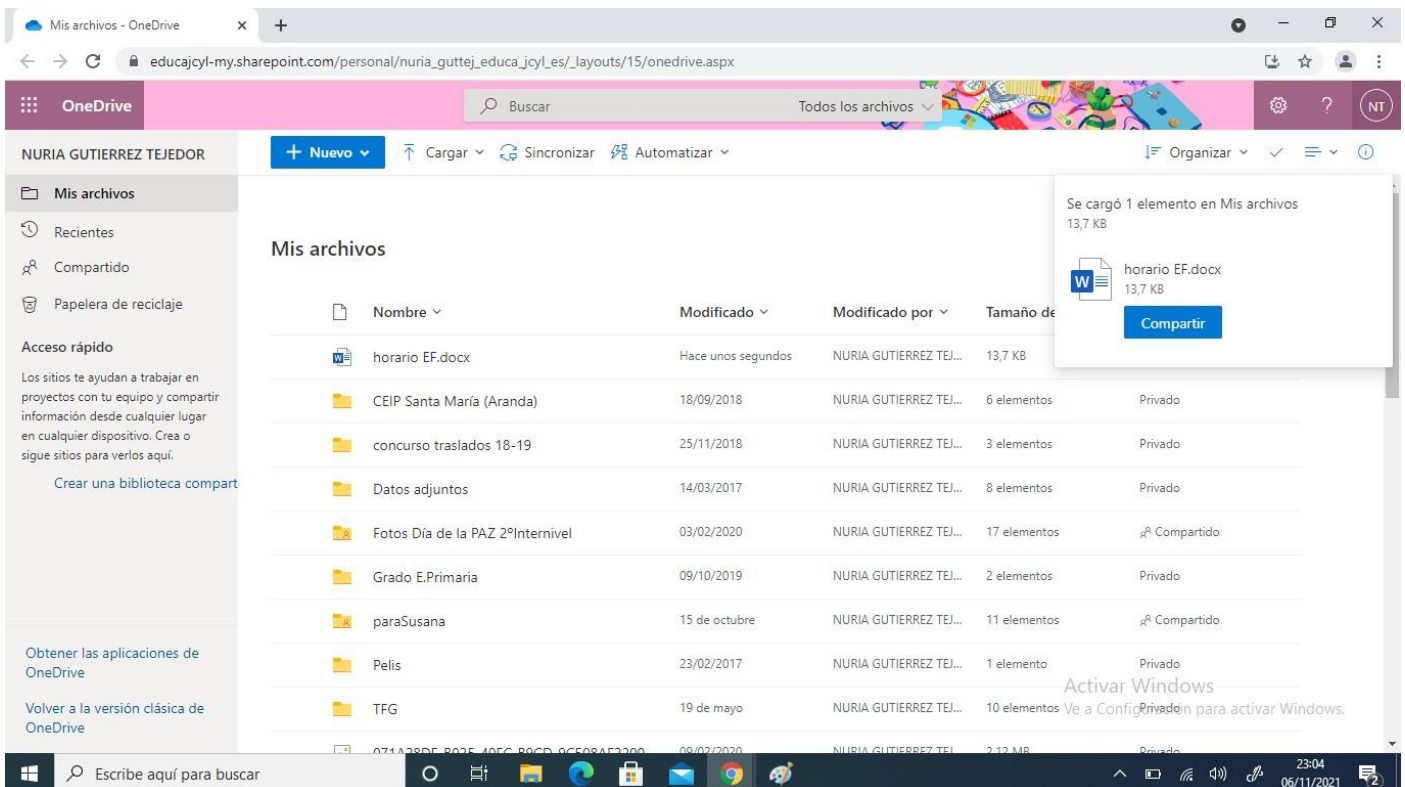 Mis archivos - OneDrive
educajcyl-my.sharepoint.com/personal/nuria_guttej_educa_jcyl_es/_layouts/15/onedrive.aspx
OneDrive
Buscar
Todos los archivos
NT
NURIA GUTIERREZ TEJEDOR
Nuevo
Cargar
Sincronizar
Automatizar
Organizar
Mis archivos
Recientes
Compartido
Papelera de reciclaje
Acceso rápido
Los sitios te ayudan a trabajar en
proyectos con tu equipo y compartir
información desde cualquier lugar
en cualquier dispositivo. Crea o
sigue sitios para verlos aquí.
Crear una biblioteca compart
Obtener las aplicaciones de
OneDrive
Volver a la versión clásica de
OneDrive
Se cargó 1 elemento en Mis archivos
13,7 KB
horario EF.docx
13,7 KB
Compartir
Mis archivos
Nombre Modificado Modificado por Tamaño de
horario EF.docx Hace unos segundos NURIA GUTIERREZ TEJ... 13,7 KB
CEIP Santa María (Aranda) 18/09/2018 NURIA GUTIERREZ TEJ... 6 elementos Privado
concurso traslados 18-19 25/11/2018 NURIA GUTIERREZ TEJ... 3 elementos Privado
Datos adjuntos 14/03/2017 NURIA GUTIERREZ TEJ... 8 elementos Privado
Fotos Día de la PAZ 2ºInternivel 03/02/2020 NURIA GUTIERREZ TEJ... 17 elementos Compartido
Grado E.Primaria 09/10/2019 NURIA GUTIERREZ TEJ... 2 elementos Privado
paraSusana 15 de octubre NURIA GUTIERREZ TEJ... 11 elementos Compartido
Pelis 23/02/2017 NURIA GUTIERREZ TEJ... 1 elemento Privado
TFG 19 de mayo NURIA GUTIERREZ TEJ... 10 elementos Privado
09/02/2020 NURIA GUTIERREZ TEJ 2,12 MB Privado
Activar Windows
Ve a Configuración para activar Windows.
Escribe aquí para buscar
23:04
06/11/2021
2